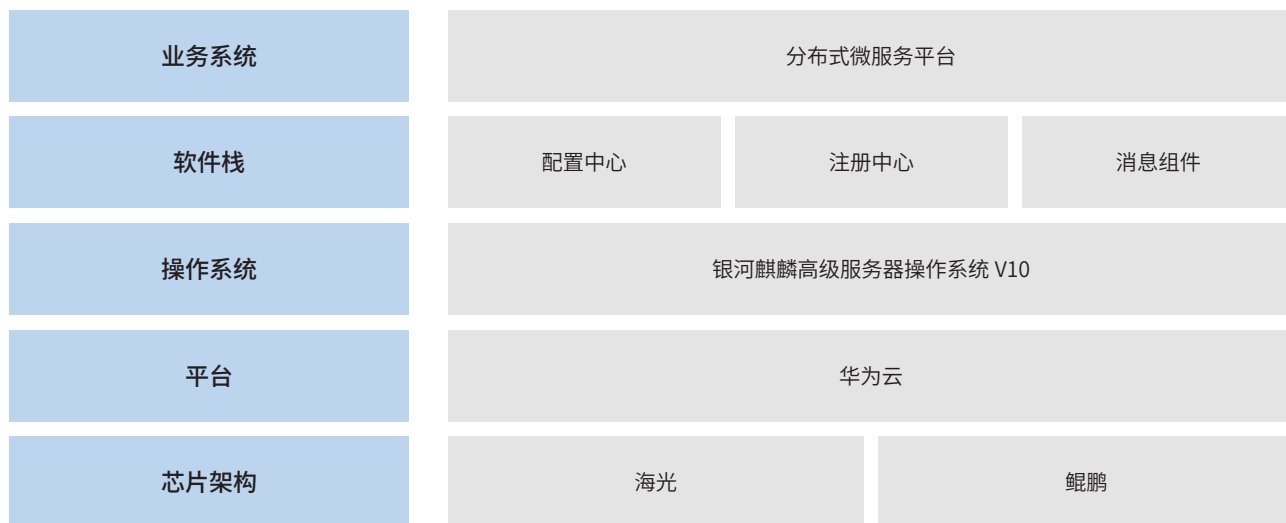 业务系统
分布式微服务平台
软件栈
配置中心
注册中心
消息组件
操作系统
银河麒麟高级服务器操作系统 V10
平台
华为云
芯片架构
海光
鲲鹏